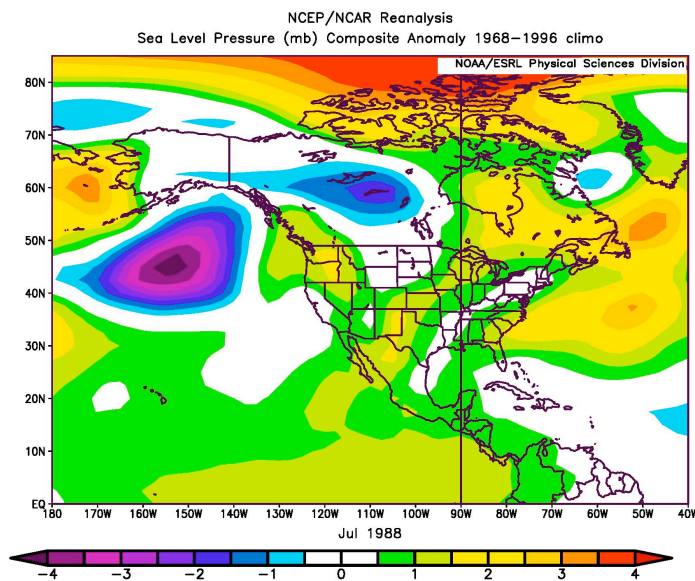 NCEP/NCAR Reanalysis
Sea Level Pressure (mb) Composite Anomaly 1968-1996 climo
NOAA/ESRL Physical Sciences Division
80N
70N
60N
50N
40N
30N
20N
10N
EQ
180 170W 160W 150W 140W 130W 120W 110W 100W 90W 80W 70W 60W 50W 40W
Jul 1988
-4 -3 -2 -1 0 1 2 3 4